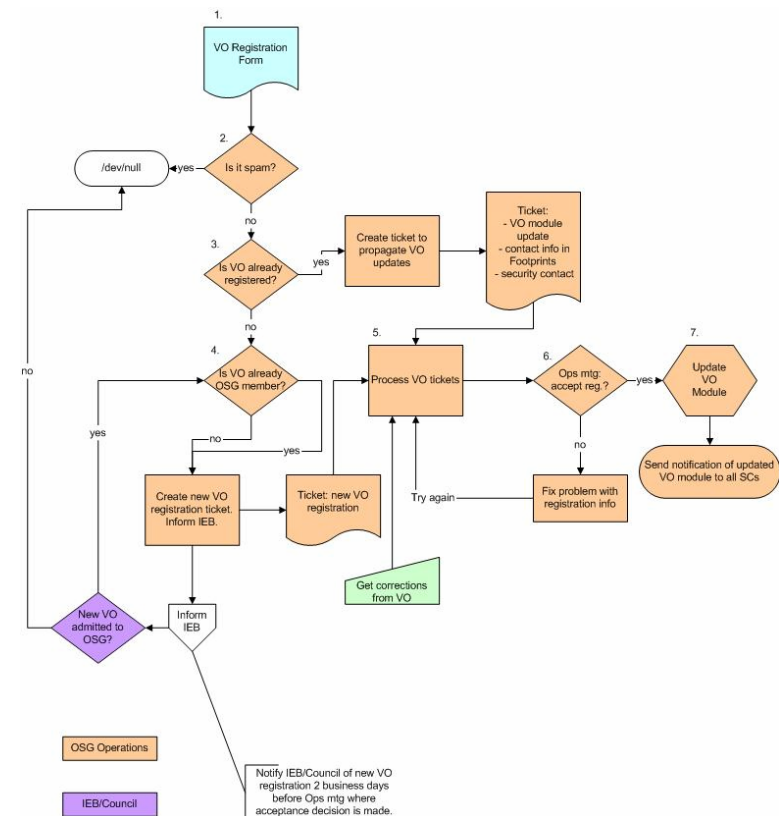 1.
VO Registration
Form
2.
/dev/null
yes
Is it spam?
no
3.
Is VO already
registered?
yes
Create ticket to
propagate VO
updates
Ticket:
- VO module
update
- contact info in
Footprints
- security contact
no
4.
Is VO already
OSG member?
5.
Process VO tickets
6.
Ops mtg:
accept reg.?
yes
7.
Update
VO
Module
no
yes
no
yes
no
Send notification of updated
VO module to all SCs
Create new VO
registration ticket.
Inform IEB.
Ticket: new VO
registration
Try again
Fix problem with
registration info
Get corrections
from VO
New VO
admitted to
OSG?
Inform
IEB
OSG Operations
Notify IEB/Council of new VO
registration 2 business days
before Ops mtg where
acceptance decision is made.
IEB/Council